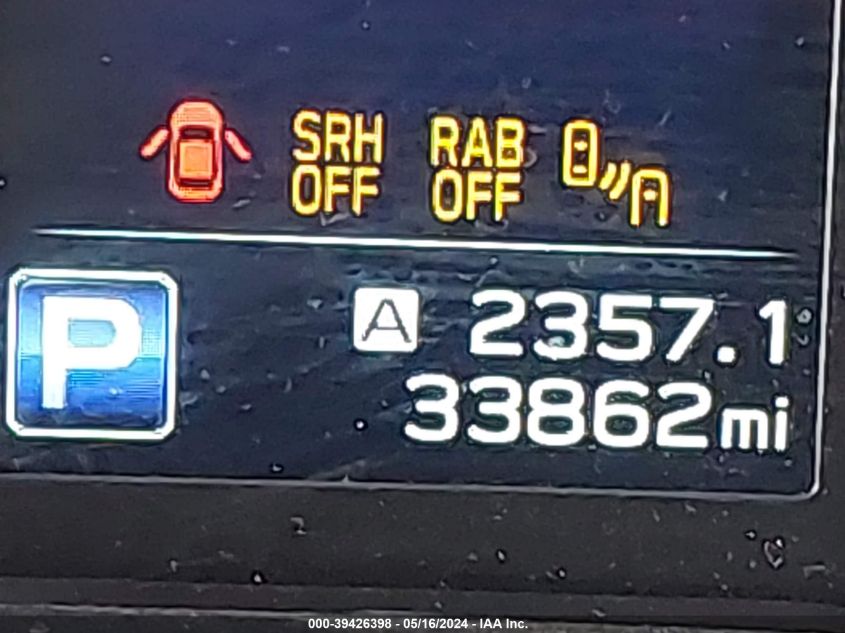 SRH RAB
OFF OFF
P
A 2357.1
33862mi
000-39426398 - 05/16/2024 - IAA Inc.